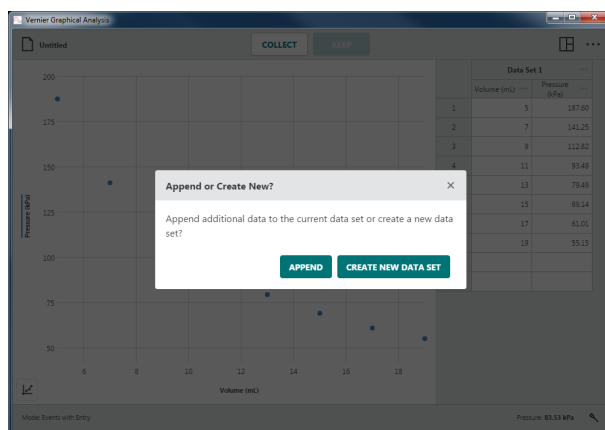 Vernier Graphical Analysis
Untitled
COLLECT
KEEP
200
175
150
125
100
75
50
Pressure (kPa)
6 8 10 12 14 16 18
Volume (mL)
Data Set 1
Volume (mL) Pressure (kPa)
1 5 187.60
2 7 141.25
3 9 112.82
4 11 93.48
13 79.49
15 69.14
17 61.01
19 55.15
Append or Create New?
Append additional data to the current data set or create a new data
set?
APPEND CREATE NEW DATA SET
Mode: Events with Entry
Pressure: 83.53 kPa